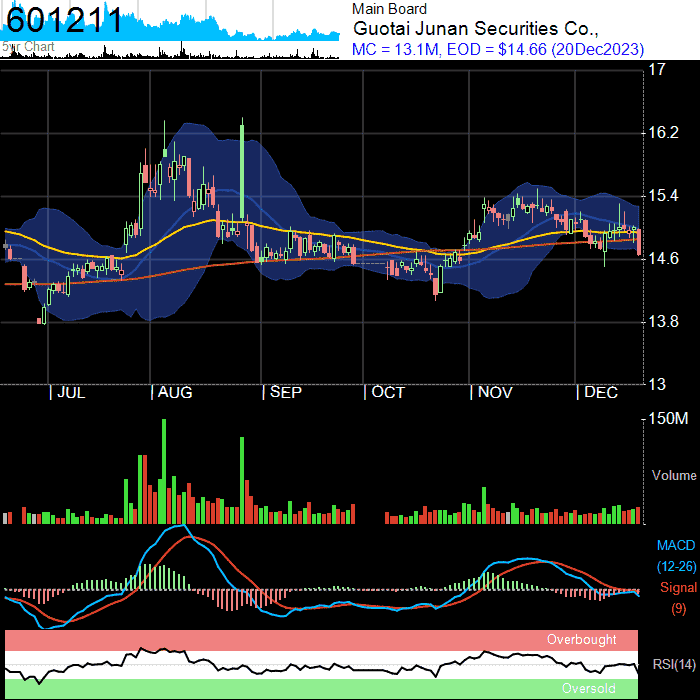 601211
5yr Chart
Main Board
Guotai Junan Securities Co.,
MC = 13.1M, EOD = $14.66 (20Dec2023)
17
16.2
15.4
14.6
13.8
13
JUL AUG SEP OCT NOV DEC
150M
Volume
MACD
(12-26)
Signal
(9)
Overbought
RSI(14)
Oversold